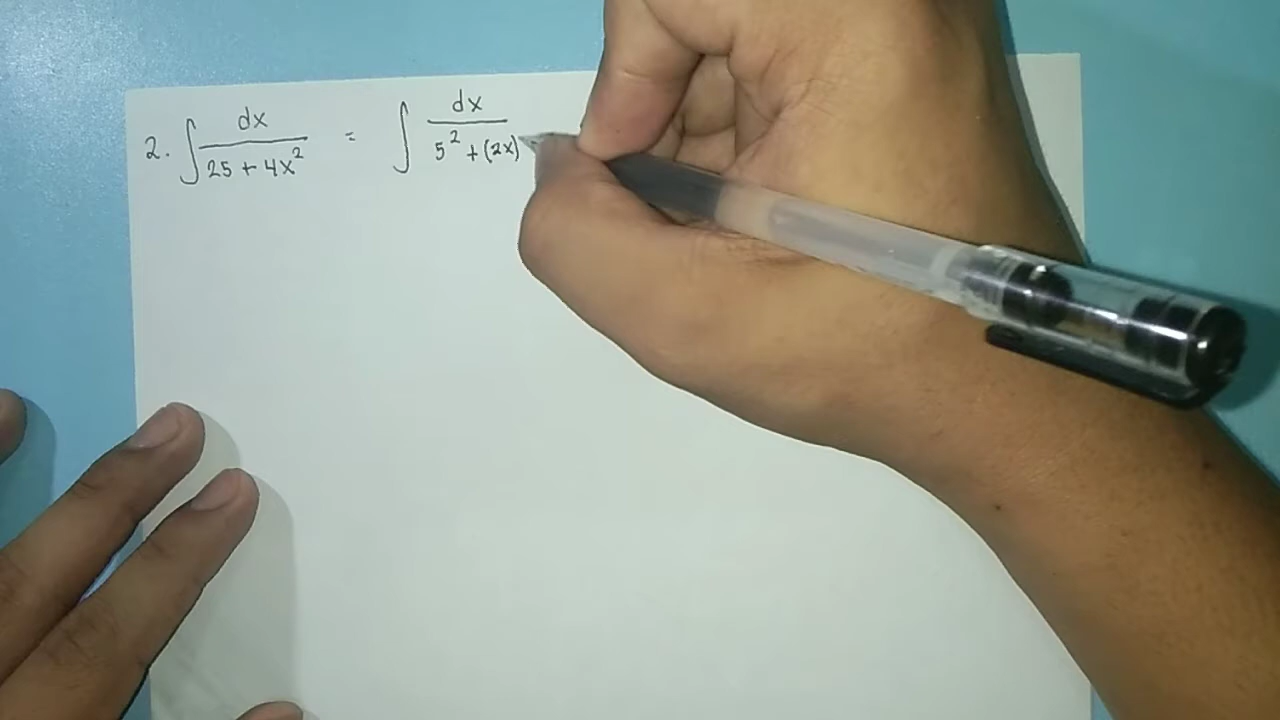 2. ∫ dx / (25 + 4x²) = ∫ dx / (5² + (2x)